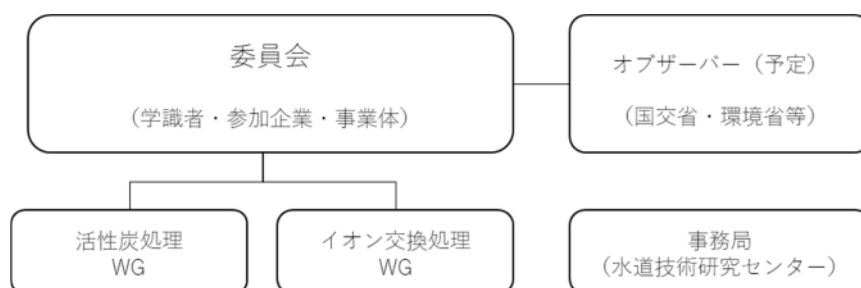 委員会
(学識者・参加企業・事業体)
オブザーバー(予定)
(国交省・環境省等)
活性炭処理
WG
イオン交換処理
WG
事務局
(水道技術研究センター)